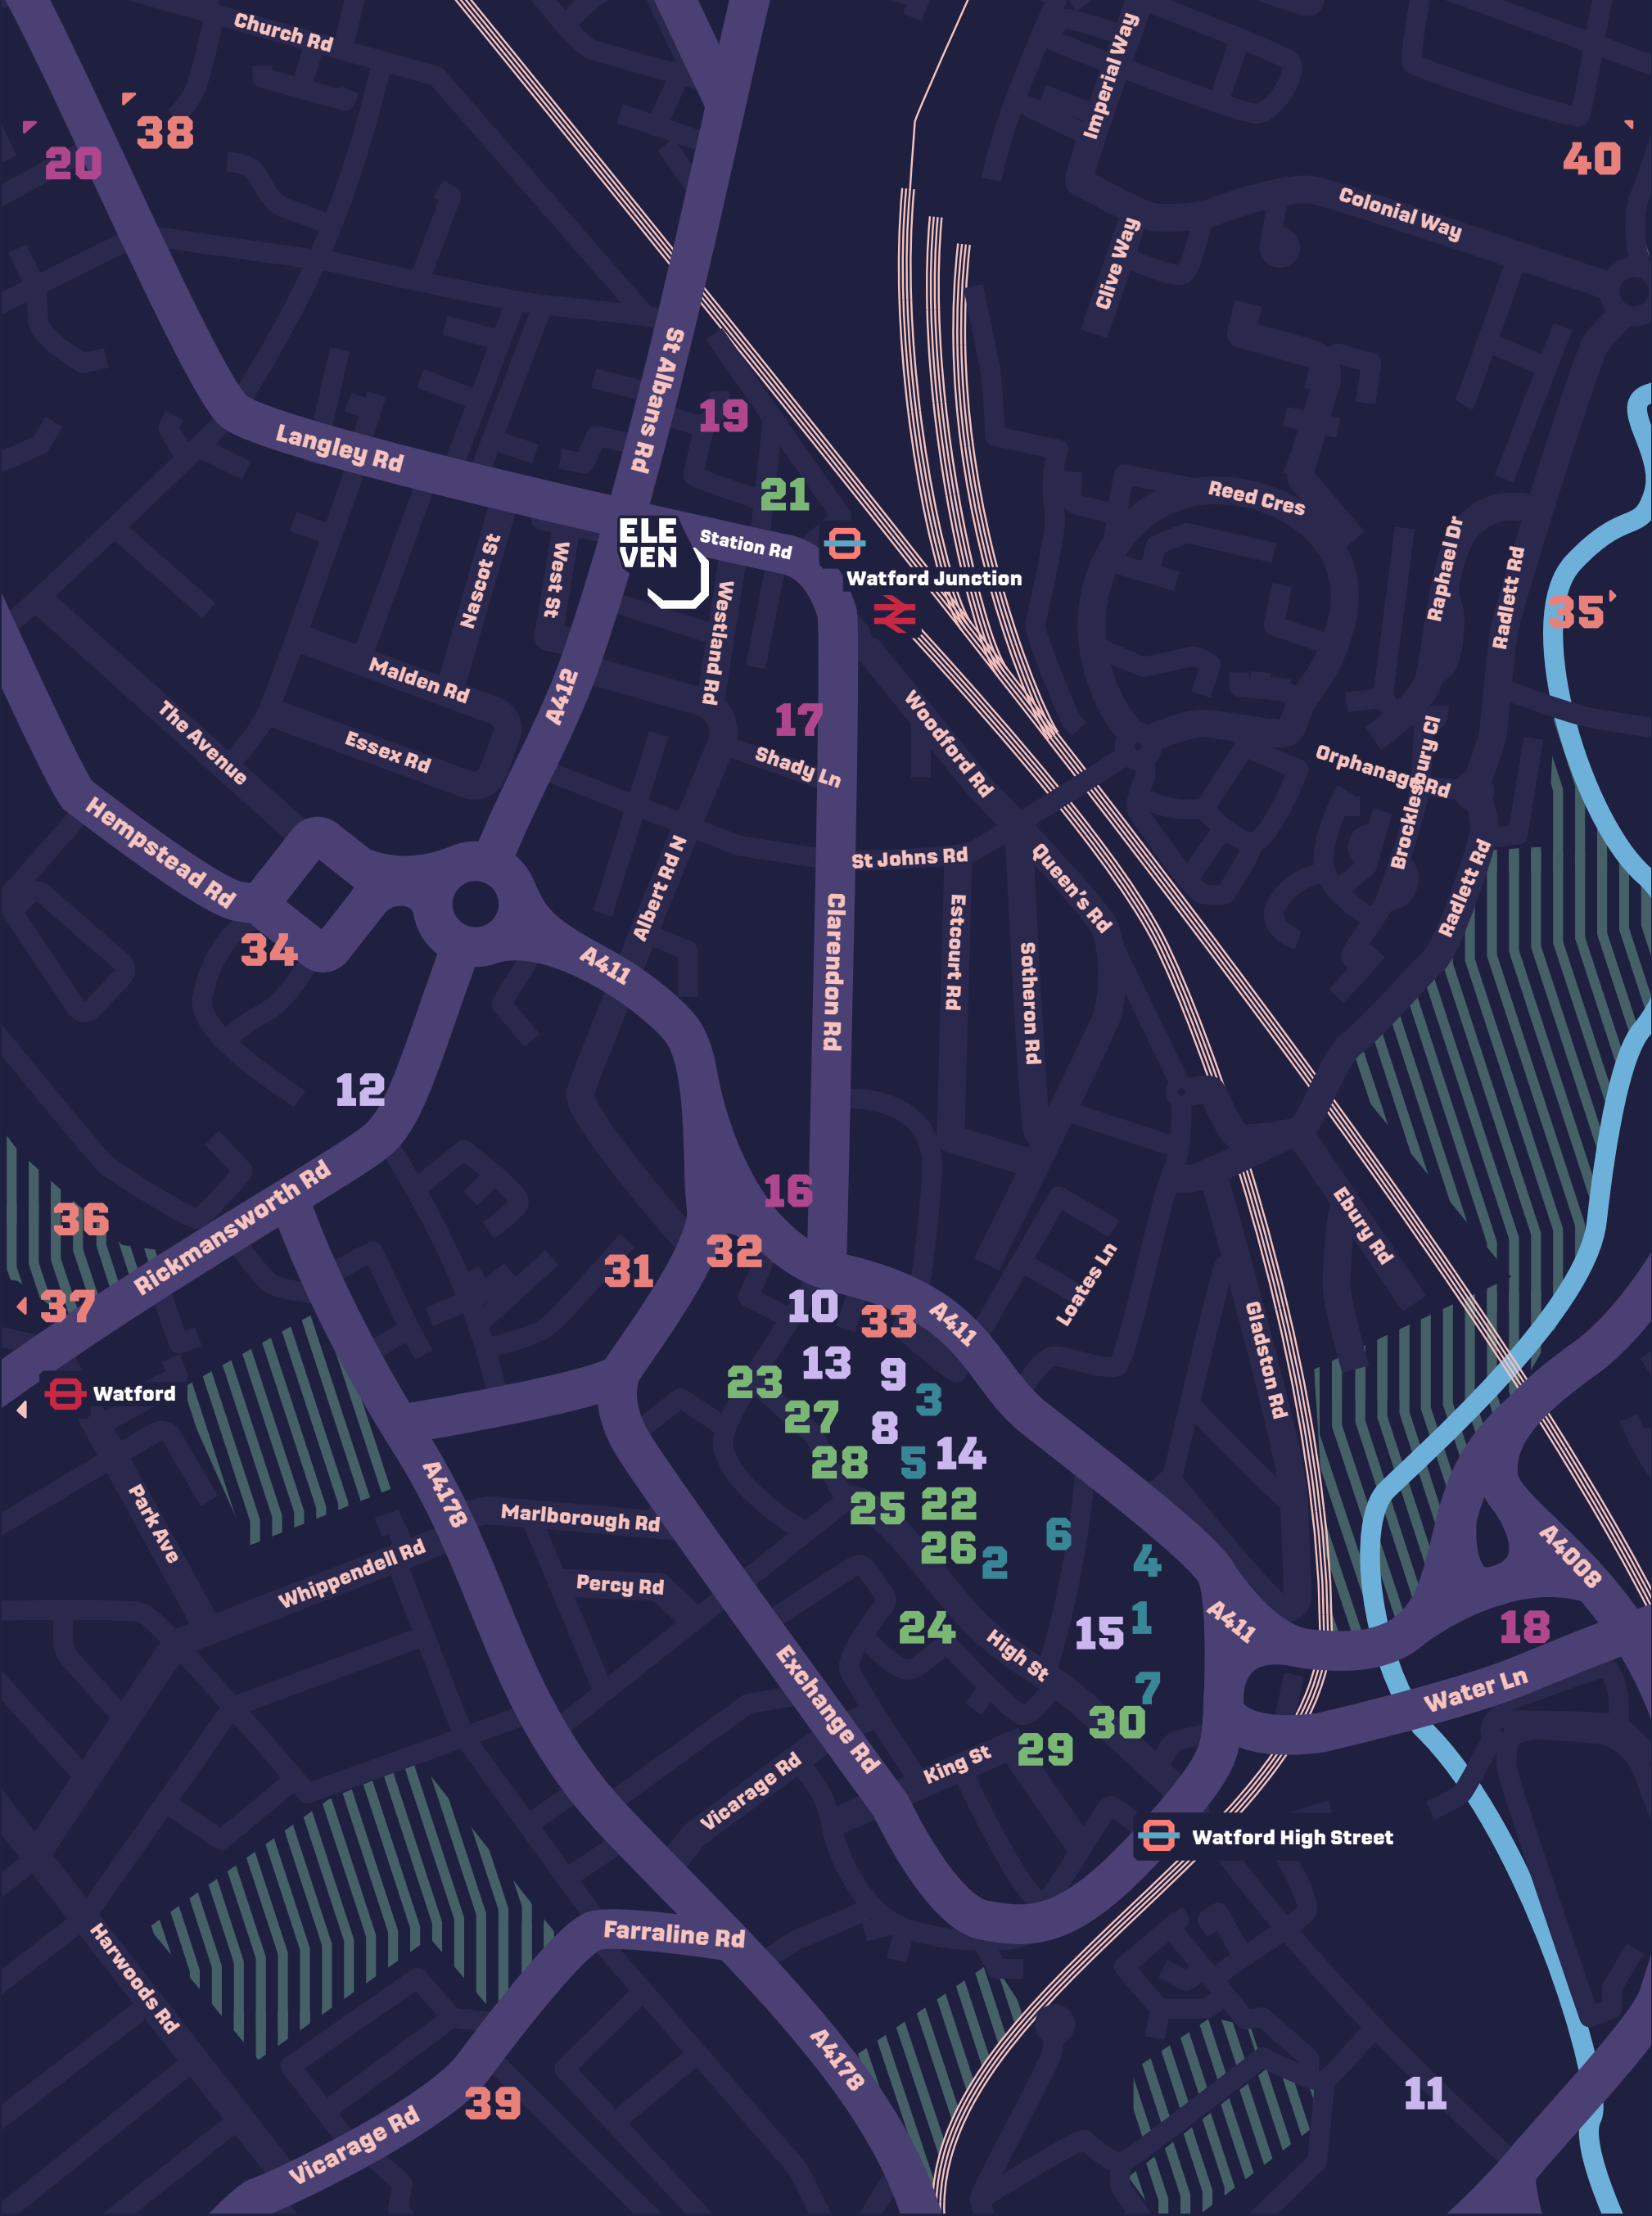 Church Rd
Imperial Way
38
20
40
Colonial Way
Clive Way
St Albans Rd
19
Langley Rd
21
Reed Cres
ELE
VEN
Station Rd
Watford Junction
Nascot St
West St
Westland Rd
Raphael Dr
Radlett Rd
35
Malden Rd
A412
The Avenue
Essex Rd
17
Shady Ln
Woodford Rd
Orphanage Rd
Brocklesbury Cl
Hempstead Rd
St Johns Rd
Albert Rd N
Queen's Rd
Radlett Rd
34
A411
Clarendon Rd
Estcourt Rd
Sotheron Rd
12
Rickmansworth Rd
16
36
Ebury Rd
32
31
37
10
33
A411
Loates Ln
Gladston Rd
13
9
23
Watford
3
27
8
14
28
5
A4178
Park Ave
Marlborough Rd
25
22
6
26
2
4
A4008
Whippendell Rd
Percy Rd
24
15
1
A411
18
High St
Exchange Rd
7
Water Ln
30
29
King St
Vicarage Rd
Watford High Street
Farraline Rd
Harwoods Rd
A4178
11
39
Vicarage Rd